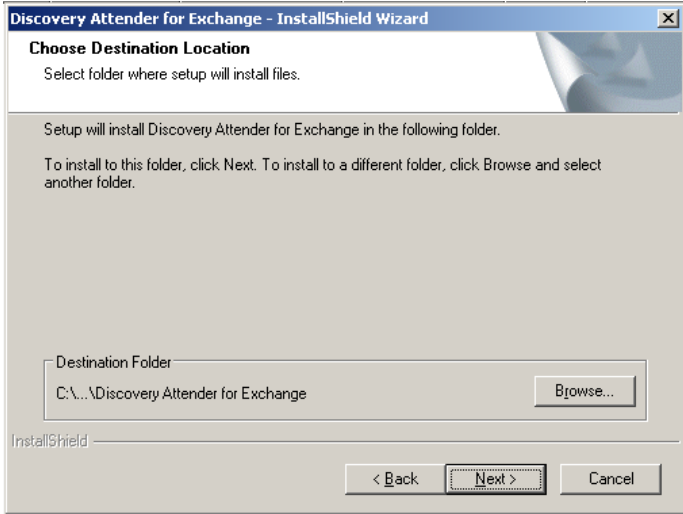 Discovery Attender for Exchange - InstallShield Wizard
Choose Destination Location
Select folder where setup will install files.
Setup will install Discovery Attender for Exchange in the following folder.
To install to this folder, click Next. To install to a different folder, click Browse and select
another folder.
Destination Folder
C:\...\Discovery Attender for Exchange
Browse...
InstallShield
< Back
Next >
Cancel